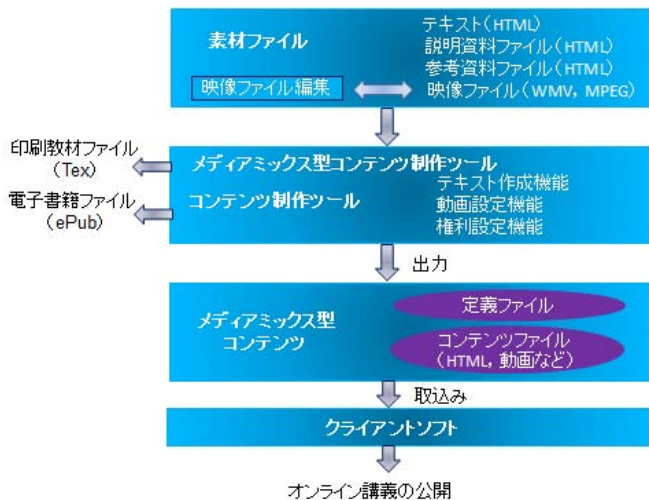 素材ファイル
テキスト(HTML)
説明資料ファイル(HTML)
参考資料ファイル(HTML)
映像ファイル編集
映像ファイル(WMV, MPEG)
印刷教材ファイル
(Tex)
電子書籍ファイル
(ePub)
メディアミックス型コンテンツ制作ツール
コンテンツ制作ツール
テキスト作成機能
動画設定機能
権利設定機能
出力
メディアミックス型
コンテンツ
定義ファイル
コンテンツファイル
(HTML, 動画など)
取込み
クライアントソフト
オンライン講義の公開